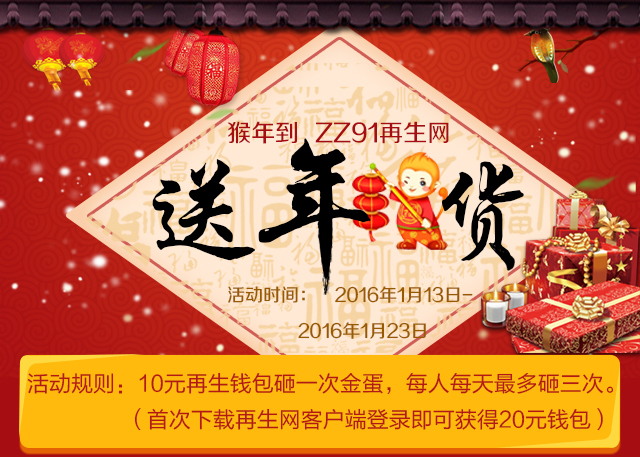 猴年到 ZZ91再生网
送年货
活动时间： 2016年1月13日-
2016年1月23日
活动规则：10元再生钱包砸一次金蛋，每人每天最多砸三次。
（首次下载再生网客户端登录即可获得20元钱包）